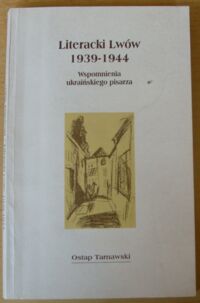 Literacki Lwów
1939-1944
Wspomnienia
ukraińskiego pisarza
Ostap Tarnawski